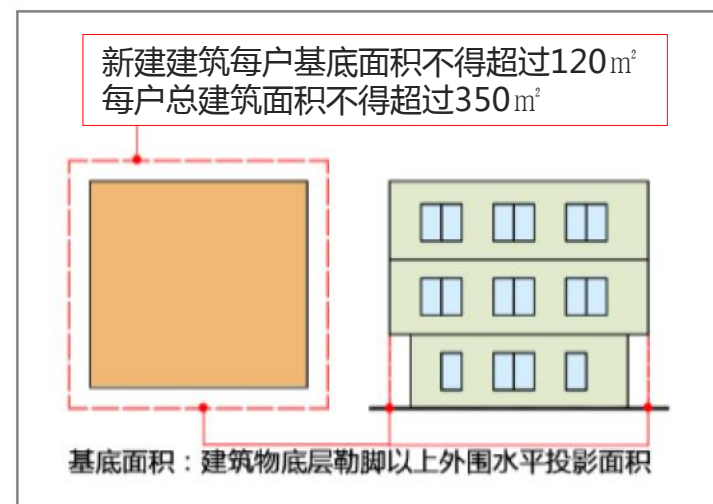 新建建筑每户基底面积不得超过120㎡
每户总建筑面积不得超过350㎡
基底面积：建筑物底层勒脚以上外围水平投影面积